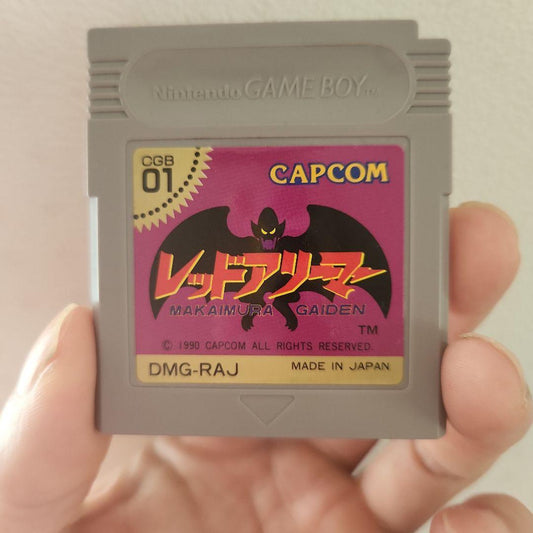 Nintendo GAME BOY™
CGB
01
CAPCOM
レッドアリーマー
MAKAIMURA GAIDEN
™
© 1990 CAPCOM ALL RIGHTS RESERVED.
DMG-RAJ
MADE IN JAPAN